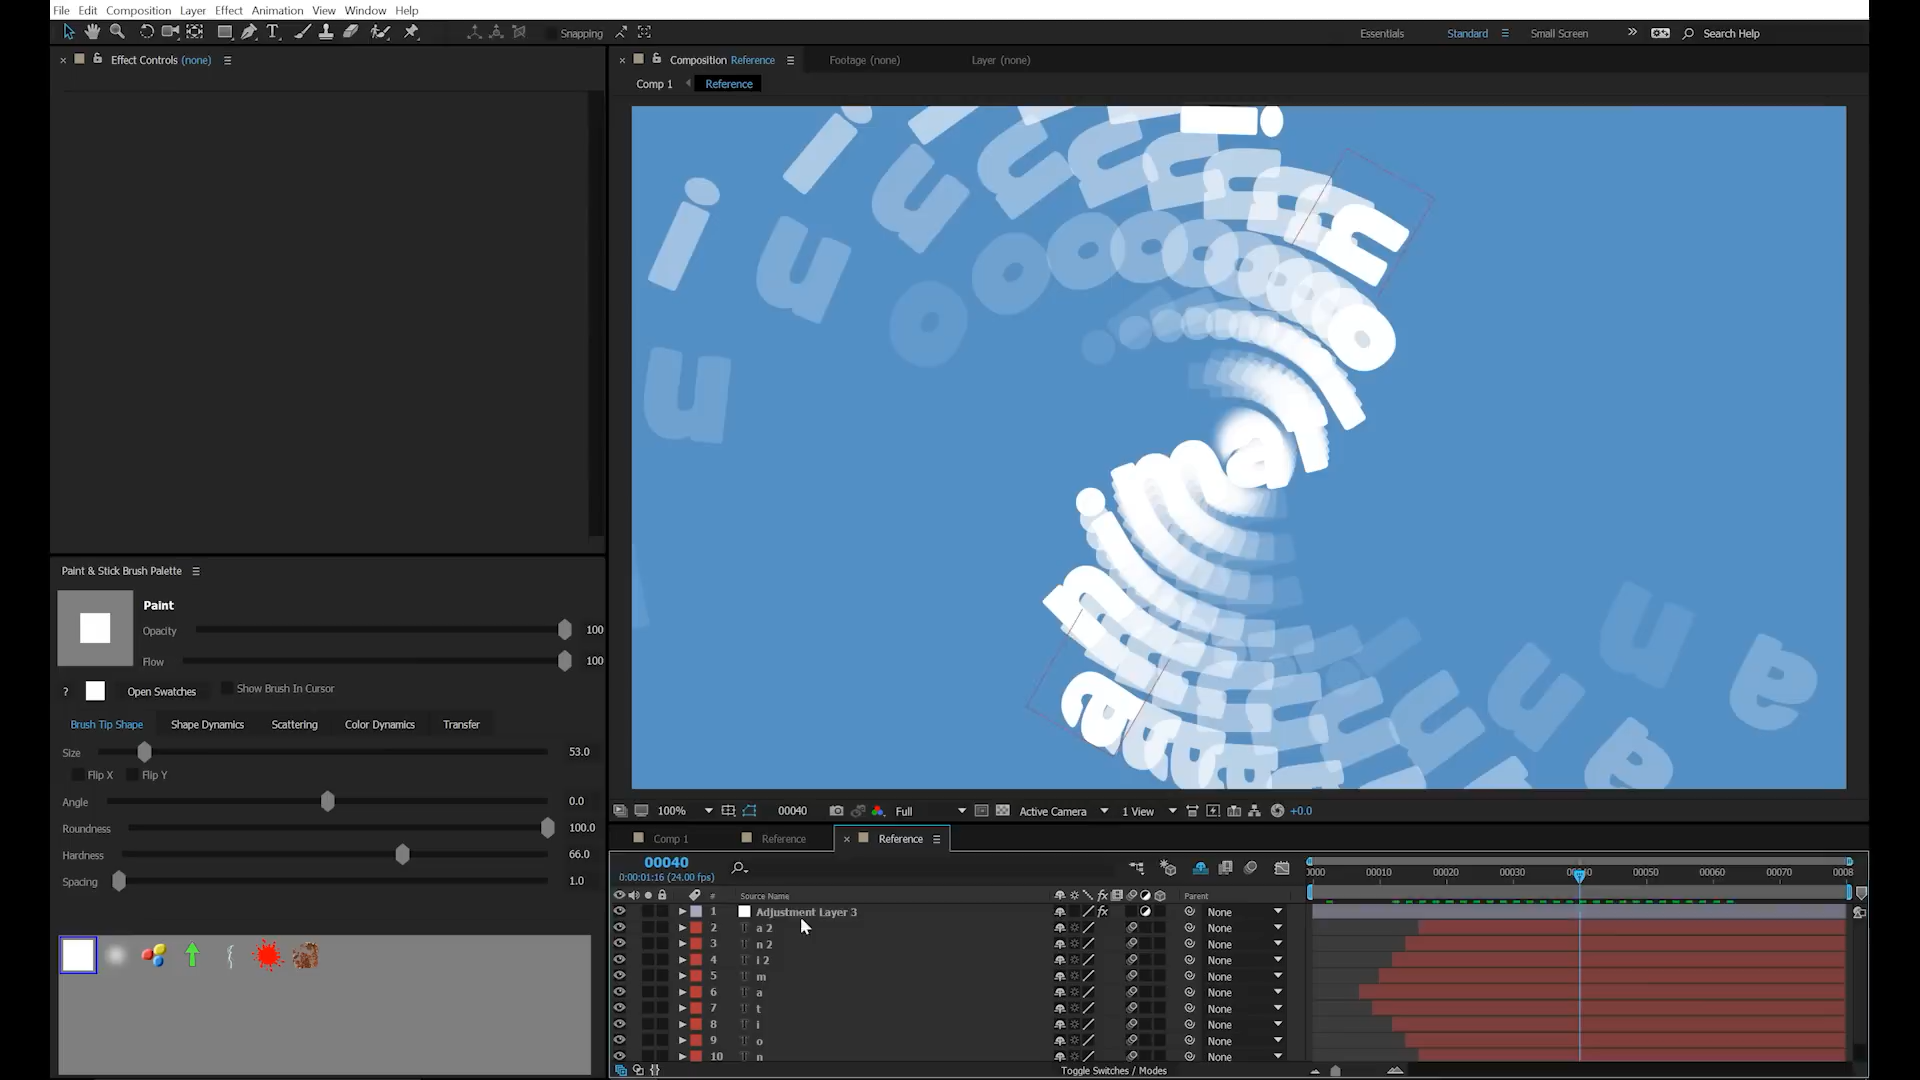 File Edit Composition Layer Effect Animation View Window Help
Snapping Essentials Standard Small Screen Search Help
Effect Controls (none)
Composition Reference Footage (none) Layer (none)
Comp 1 Reference
i i i
u u u u u u u u n
o o o o o o o o
t
a
m
i
n
a a a a
n n n n a a
Paint & Stick Brush Palette
Paint
Opacity 100
Flow 100
? Open Swatches Show Brush In Cursor
Brush Tip Shape Shape Dynamics Scattering Color Dynamics Transfer
Size 53.0
Flip X Flip Y
Angle 0.0
Roundness 100.0
Hardness 66.0
Spacing 1.0
100% 00040 Full Active Camera 1 View +0.0
Comp 1 Reference Reference
00040
0:00:01:16 (24.00 fps)
0000 00010 00020 00030 00040 00050 00060 00070 0008
# Source Name fx Parent
1 Adjustment Layer 3 fx None
2 T a 2 None
3 T n 2 None
4 T i 2 None
5 T m None
6 T a None
7 T t None
8 T i None
9 T o None
10 T n None
Toggle Switches / Modes